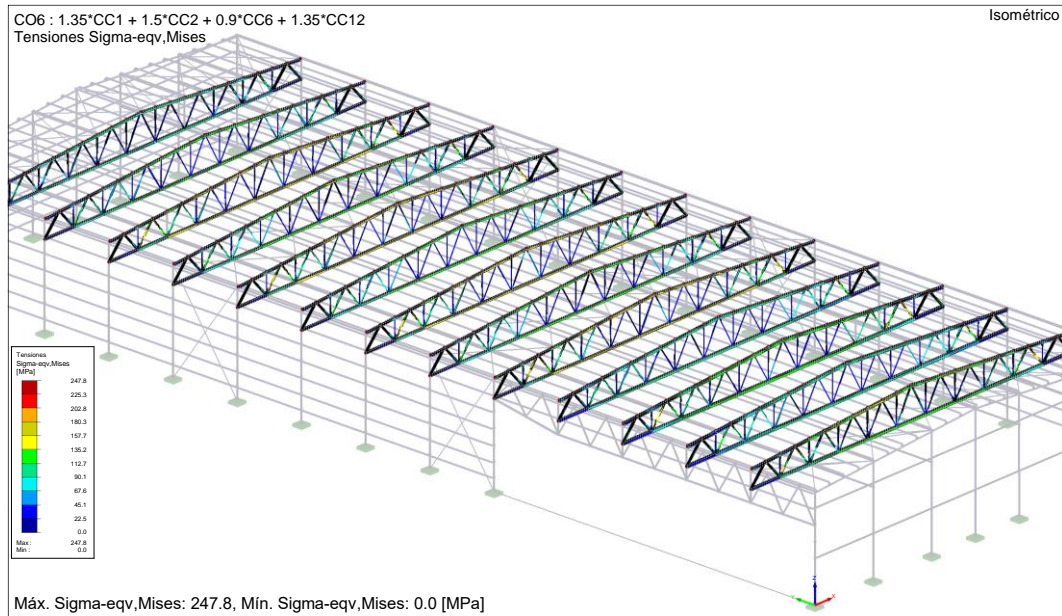 CO6 : 1.35*CC1 + 1.5*CC2 + 0.9*CC6 + 1.35*CC12
Isométrico
Tensiones Sigma-eqv,Mises
Tensiones
Sigma-eqv,Mises
[MPa]
247.8
225.3
202.8
180.3
157.7
135.2
112.7
90.1
67.6
45.1
22.5
0.0
Max : 247.8
Min : 0.0
Z
Y
X
Máx. Sigma-eqv,Mises: 247.8, Mín. Sigma-eqv,Mises: 0.0 [MPa]